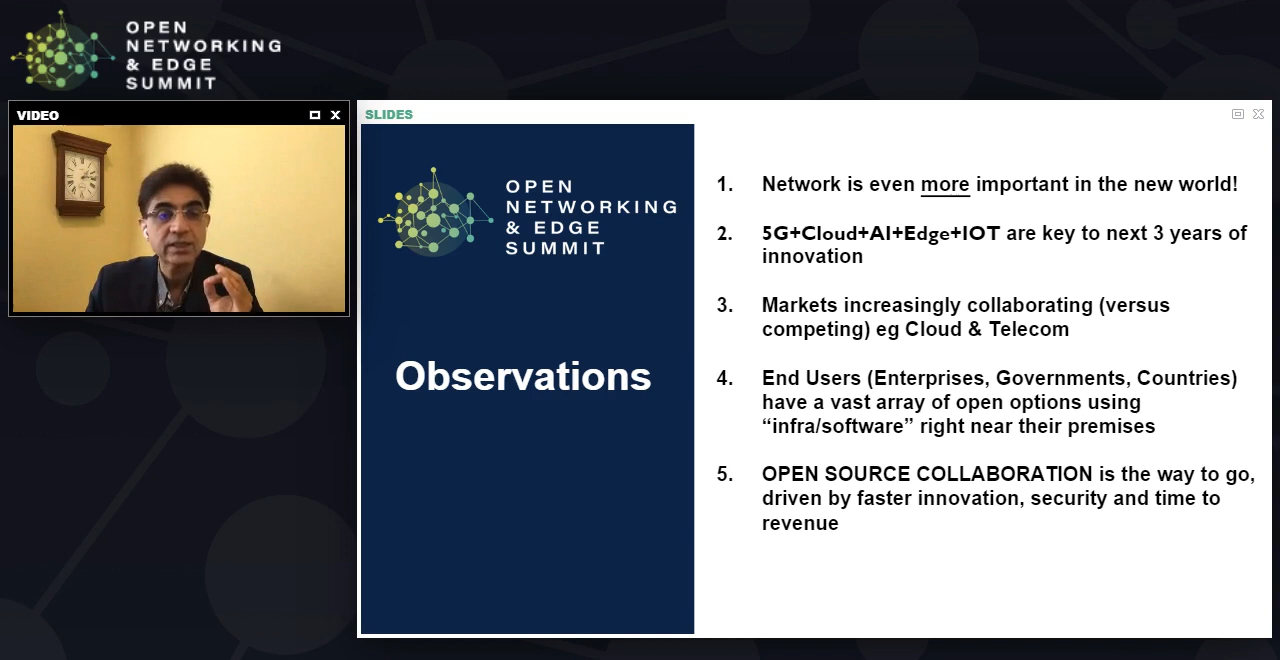 OPEN
NETWORKING
& EDGE
SUMMIT
VIDEO
SLIDES
OPEN
NETWORKING
& EDGE
SUMMIT
Observations
1. Network is even more important in the new world!
2. 5G+Cloud+AI+Edge+IOT are key to next 3 years of
innovation
3. Markets increasingly collaborating (versus
competing) eg Cloud & Telecom
4. End Users (Enterprises, Governments, Countries)
have a vast array of open options using
“infra/software” right near their premises
5. OPEN SOURCE COLLABORATION is the way to go,
driven by faster innovation, security and time to
revenue